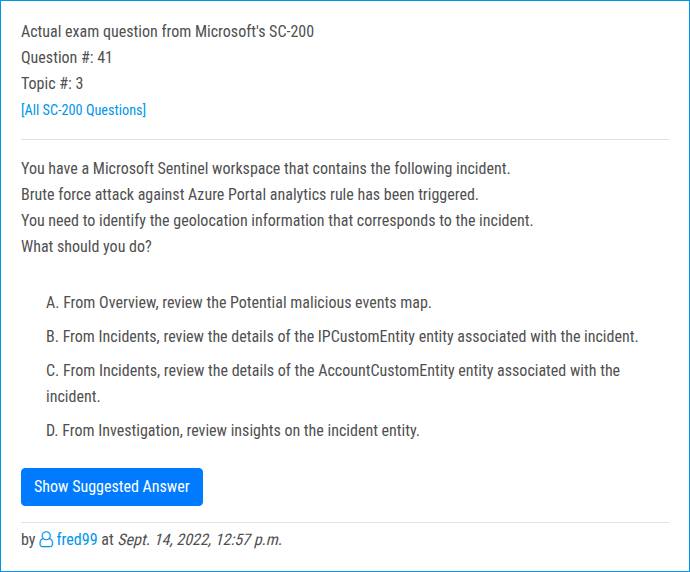 Actual exam question from Microsoft's SC-200
Question #: 41
Topic #: 3
[All SC-200 Questions]
You have a Microsoft Sentinel workspace that contains the following incident.
Brute force attack against Azure Portal analytics rule has been triggered.
You need to identify the geolocation information that corresponds to the incident.
What should you do?
A. From Overview, review the Potential malicious events map.
B. From Incidents, review the details of the IPCustomEntity entity associated with the incident.
C. From Incidents, review the details of the AccountCustomEntity entity associated with the
incident.
D. From Investigation, review insights on the incident entity.
Show Suggested Answer
by fred99 at Sept. 14, 2022, 12:57 p.m.